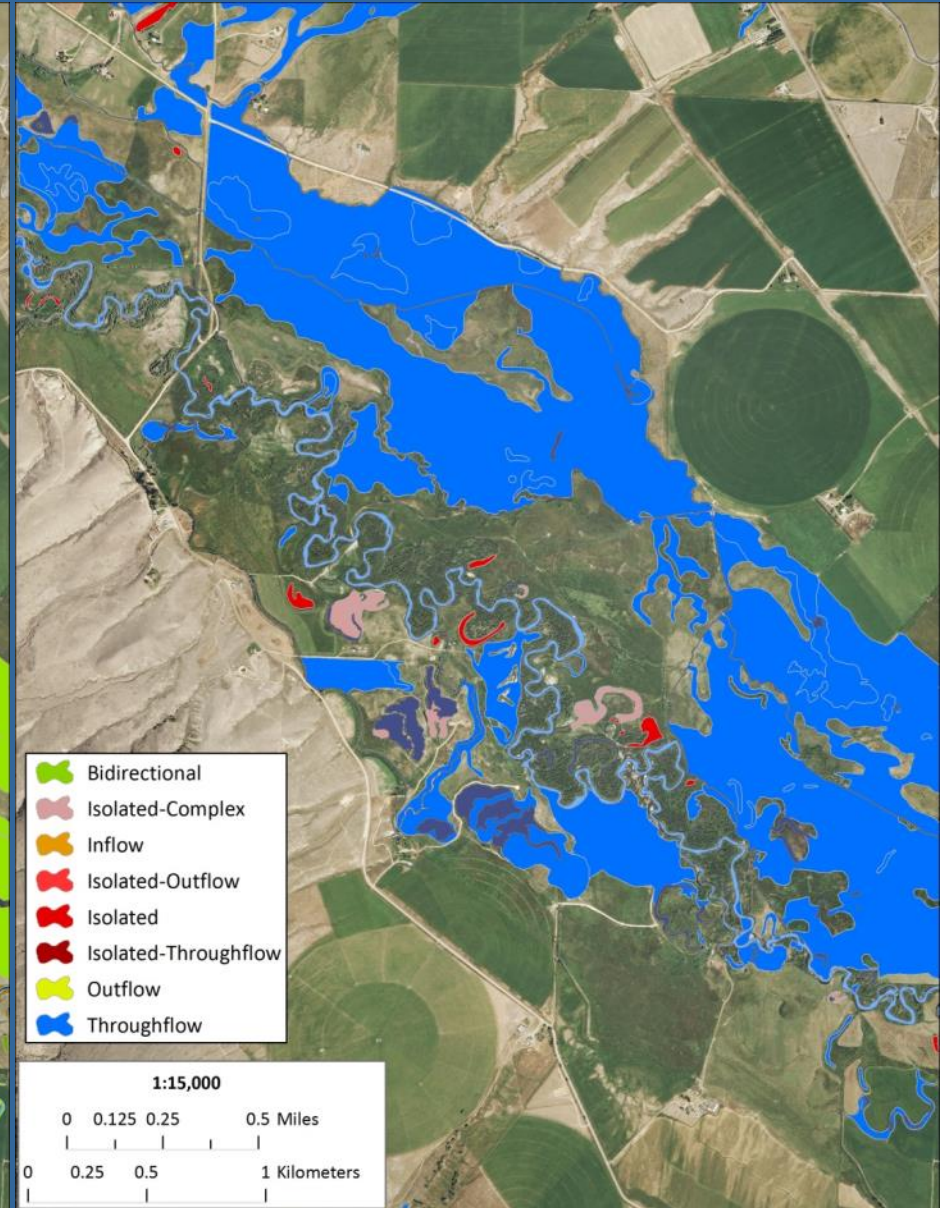 Bidirectional
Isolated-Complex
Inflow
Isolated-Outflow
Isolated
Isolated-Throughflow
Outflow
Throughflow
1:15,000
0 0.125 0.25 0.5 Miles
0 0.25 0.5 1 Kilometers